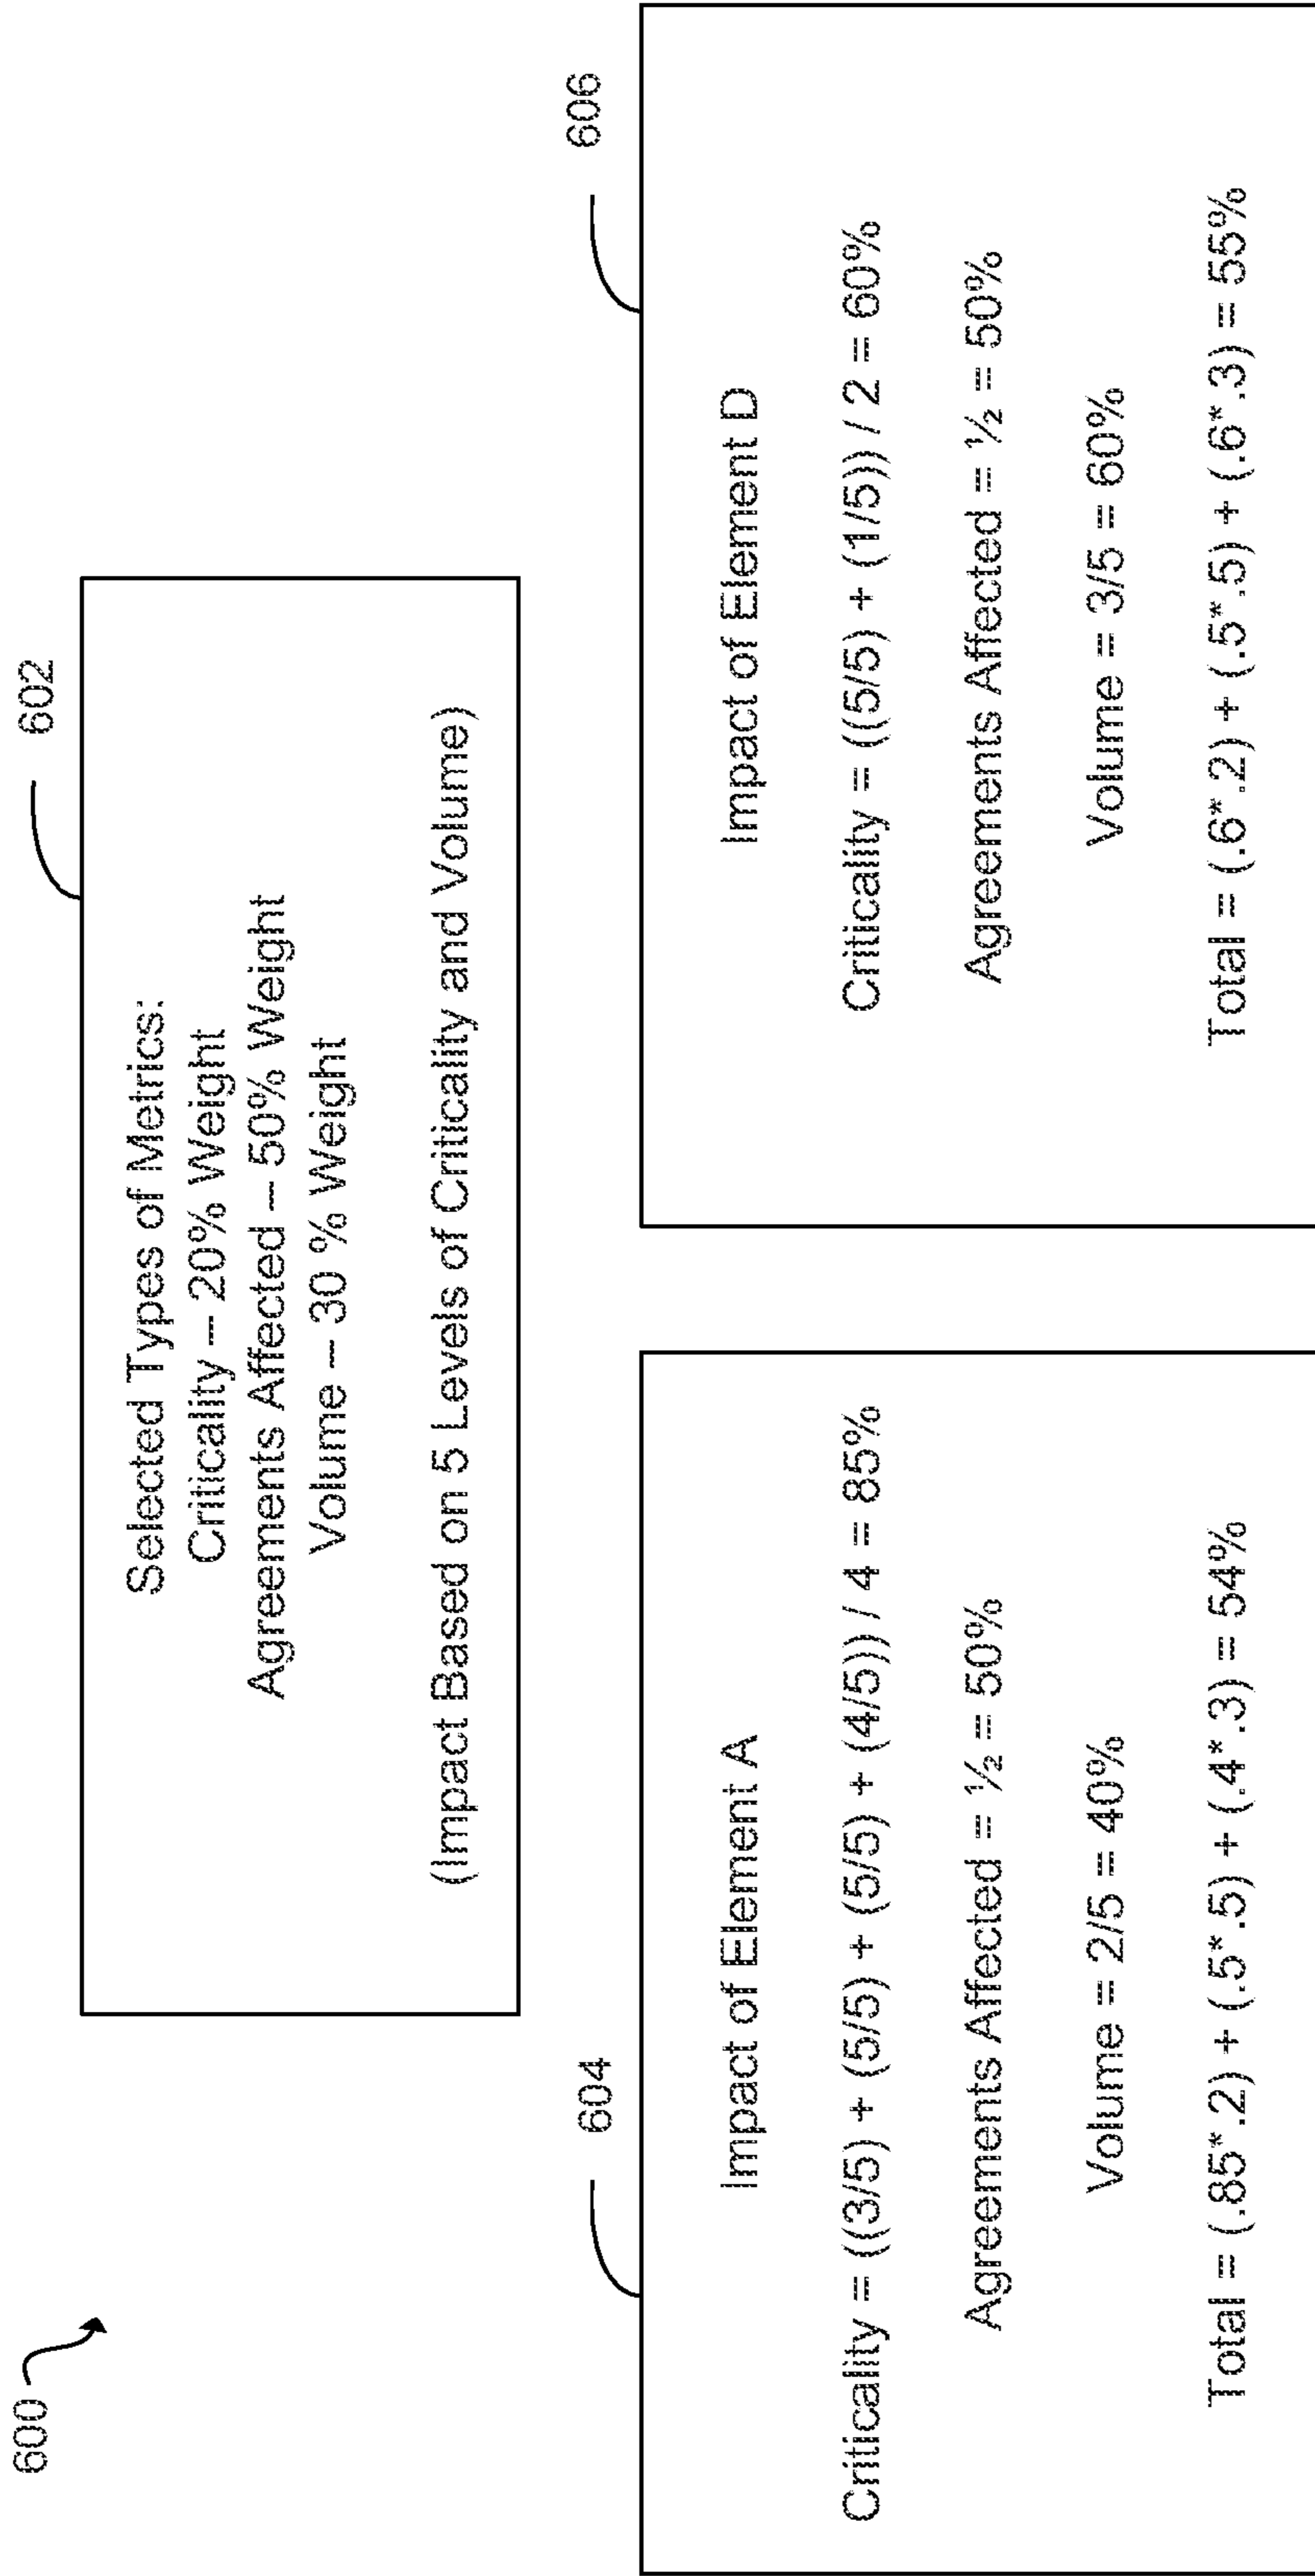 600
602
Selected Types of Metrics:
Criticality – 20% Weight
Agreements Affected – 50% Weight
Volume – 30 % Weight
(Impact Based on 5 Levels of Criticality and Volume)
604
Impact of Element A
Criticality = ((3/5) + (5/5) + (5/5) + (4/5)) / 4 = 85%
Agreements Affected = ½ = 50%
Volume = 2/5 = 40%
Total = (.85*.2) + (.5*.5) + (.4*.3) = 54%
606
Impact of Element D
Criticality = ((5/5) + (1/5)) / 2 = 60%
Agreements Affected = ½ = 50%
Volume = 3/5 = 60%
Total = (.6*.2) + (.5*.5) + (.6*.3) = 55%